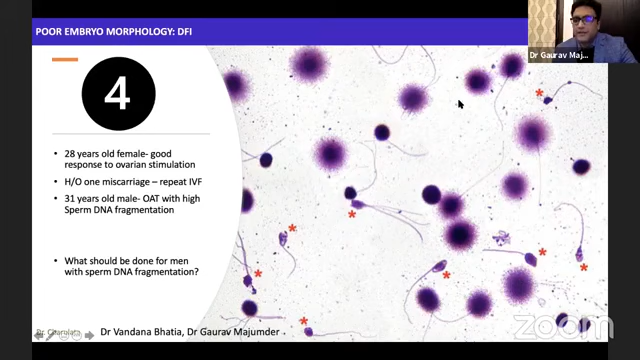 POOR EMBRYO MORPHOLOGY: DFI
Dr Gaurav Maj...
4
28 years old female- good
response to ovarian stimulation
H/O one miscarriage – repeat IVF
31 years old male- OAT with high
Sperm DNA fragmentation
What should be done for men
with sperm DNA fragmentation?
Dr. Charulata
Dr Vandana Bhatia, Dr Gaurav Majumder
zoom